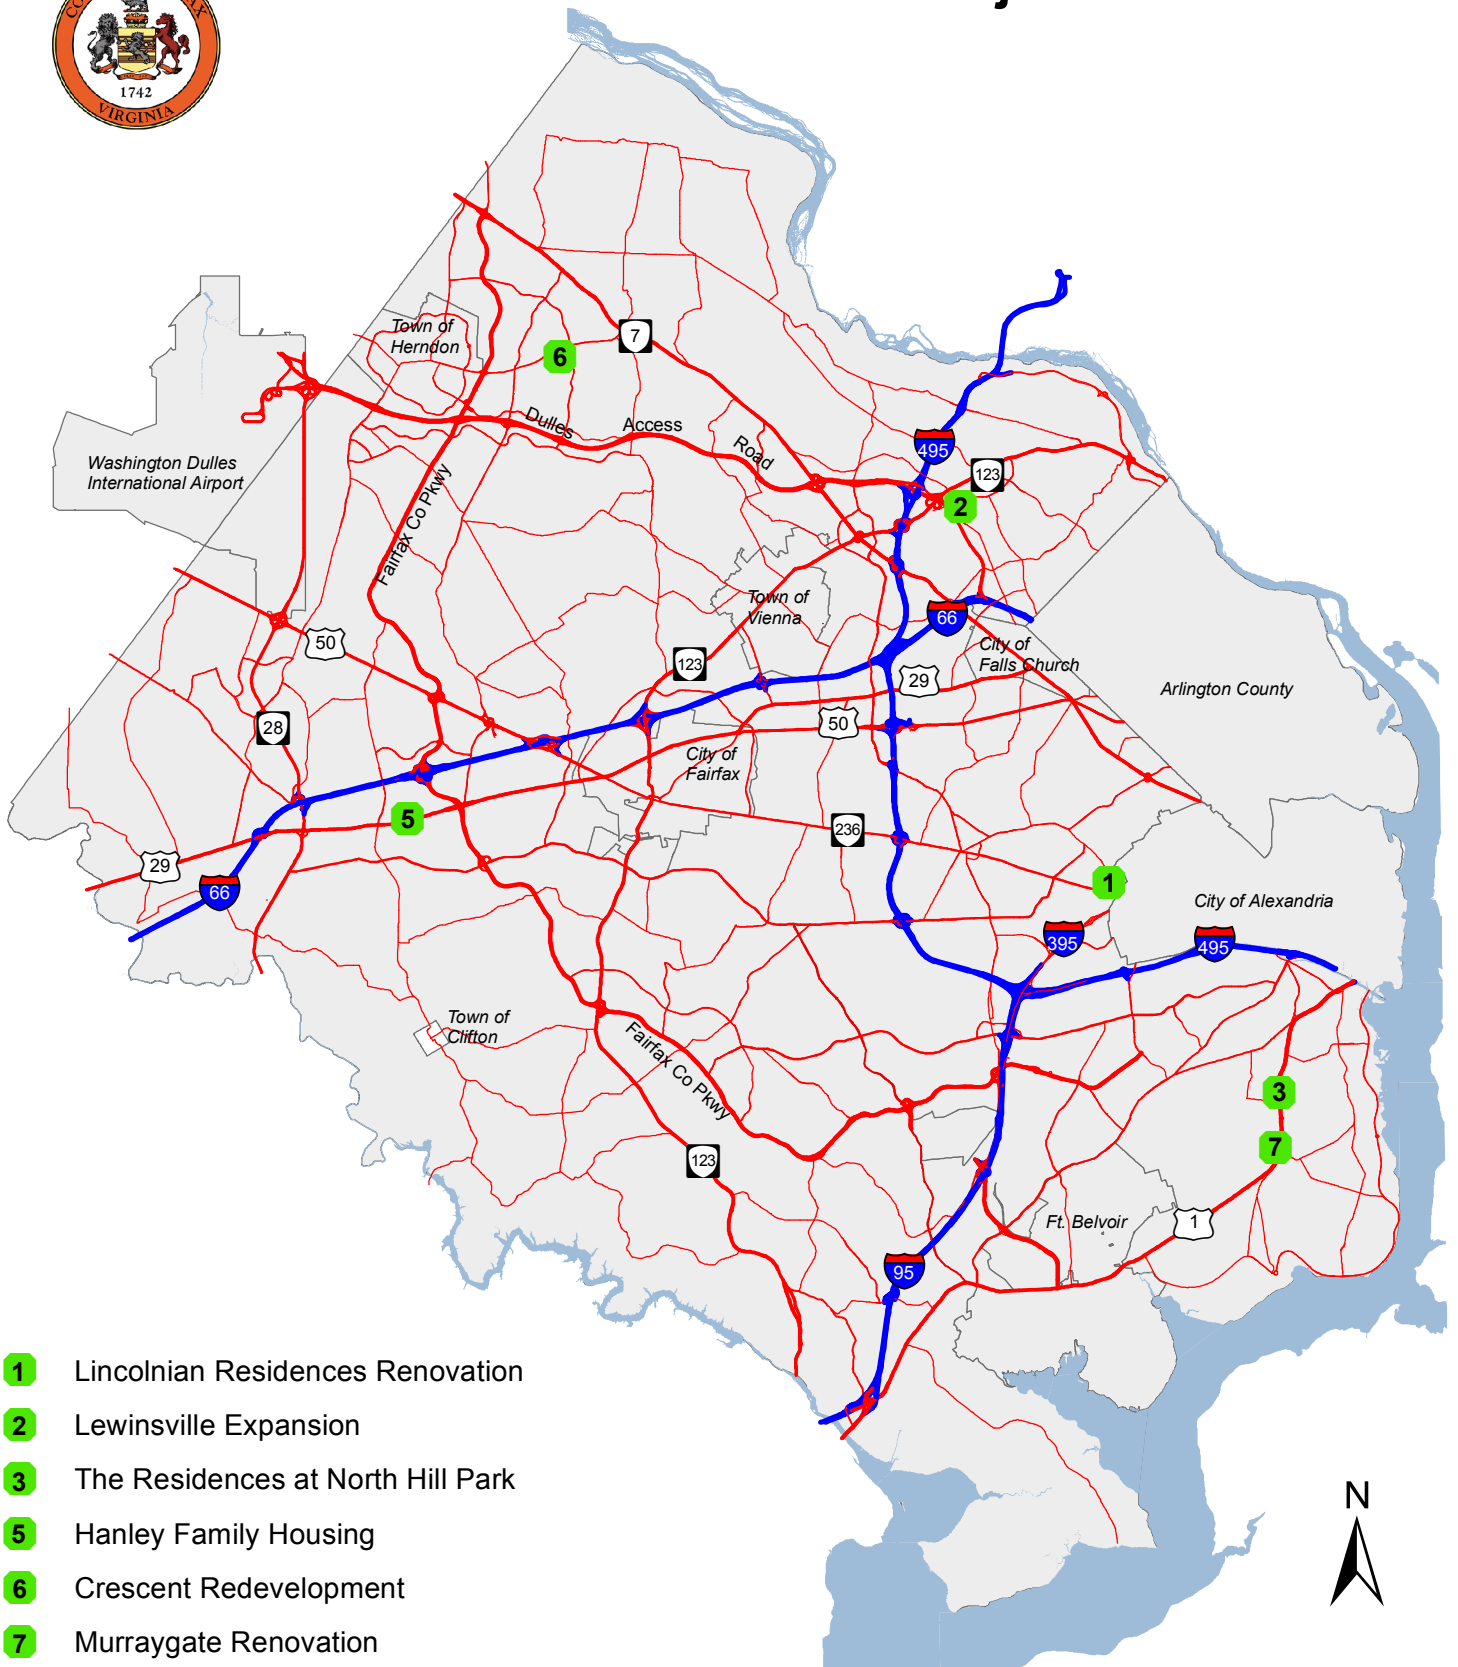 1742
VIRGINIA
Town of
Herndon
7
6
Dulles Access Road
495
123
Washington Dulles
International Airport
2
Fairfax Co Pkwy
Town of
Vienna
66
50
City of
Falls Church
123
29
Arlington County
28
50
City of
Fairfax
5
236
29
66
1
City of Alexandria
395
495
Town of
Clifton
Fairfax Co Pkwy
3
7
123
Ft. Belvoir
1
95
1 Lincolnian Residences Renovation
2 Lewinsville Expansion
3 The Residences at North Hill Park
5 Hanley Family Housing
6 Crescent Redevelopment
7 Murraygate Renovation
N